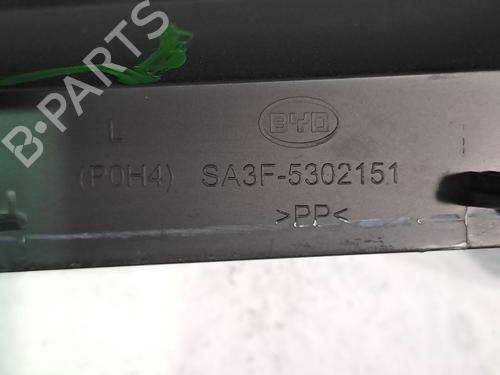 B-PARTS
L
BYD
(P0H4) SA3F-5302151
>PP<